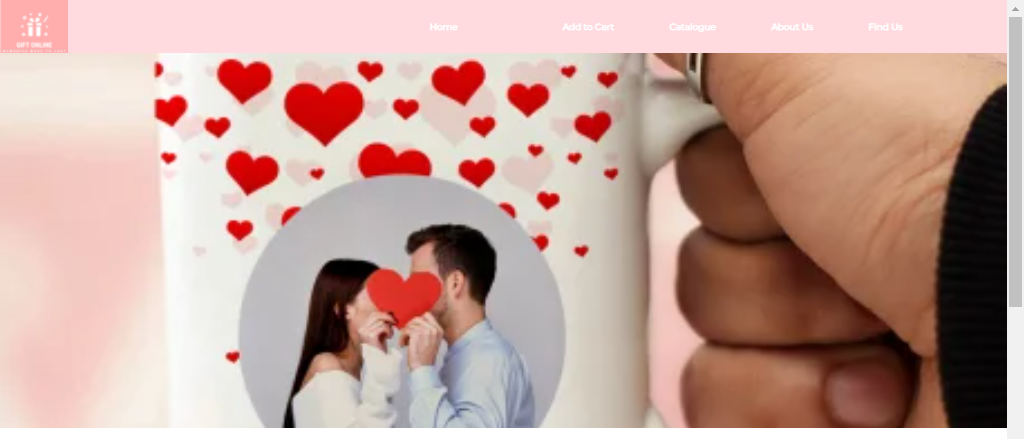 GIFT ONLINE
Home
Add to Cart
Catalogue
About Us
Find Us